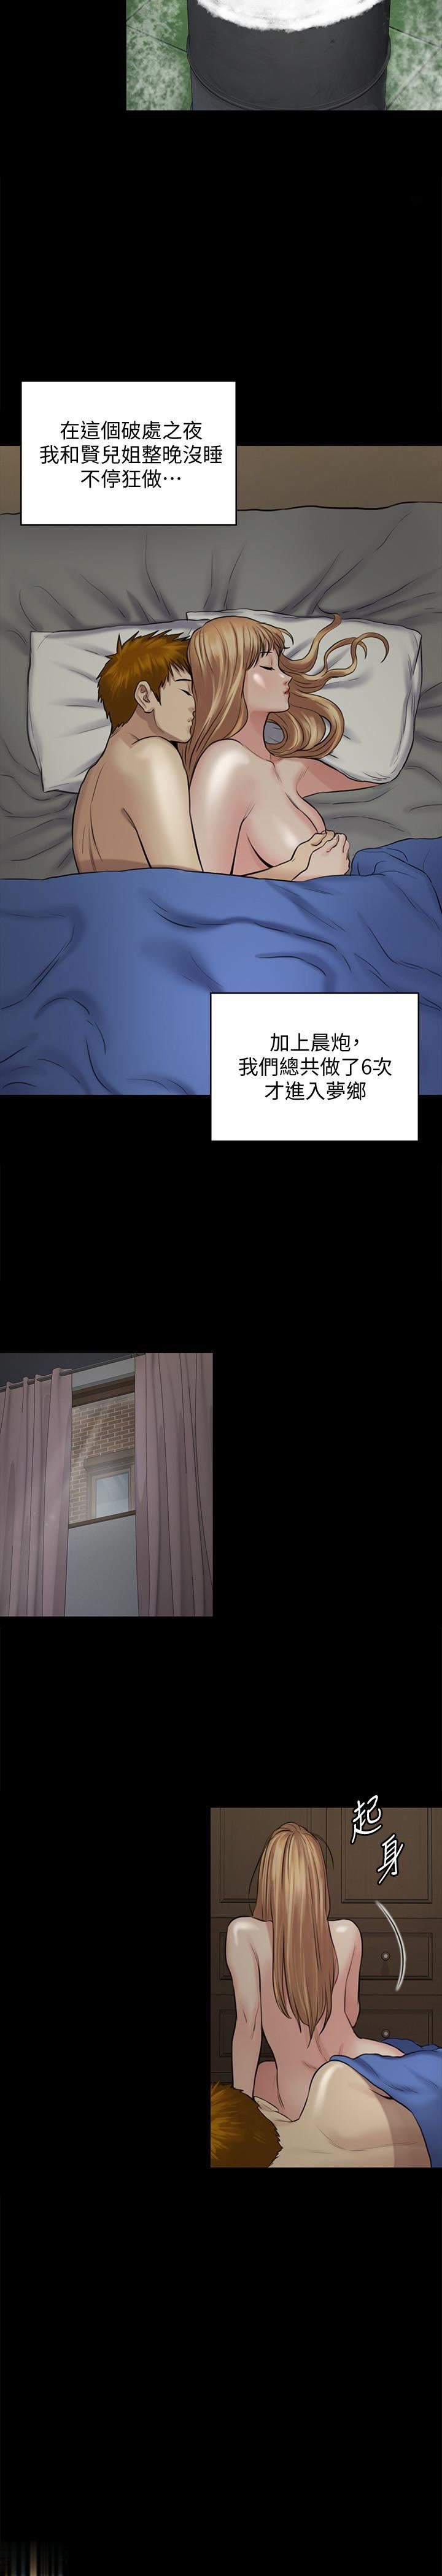 在這個破處之夜
我和賢兒姐整晚沒睡
不停狂做…
加上晨炮，
我們總共做了6次
才進入夢鄉
起身